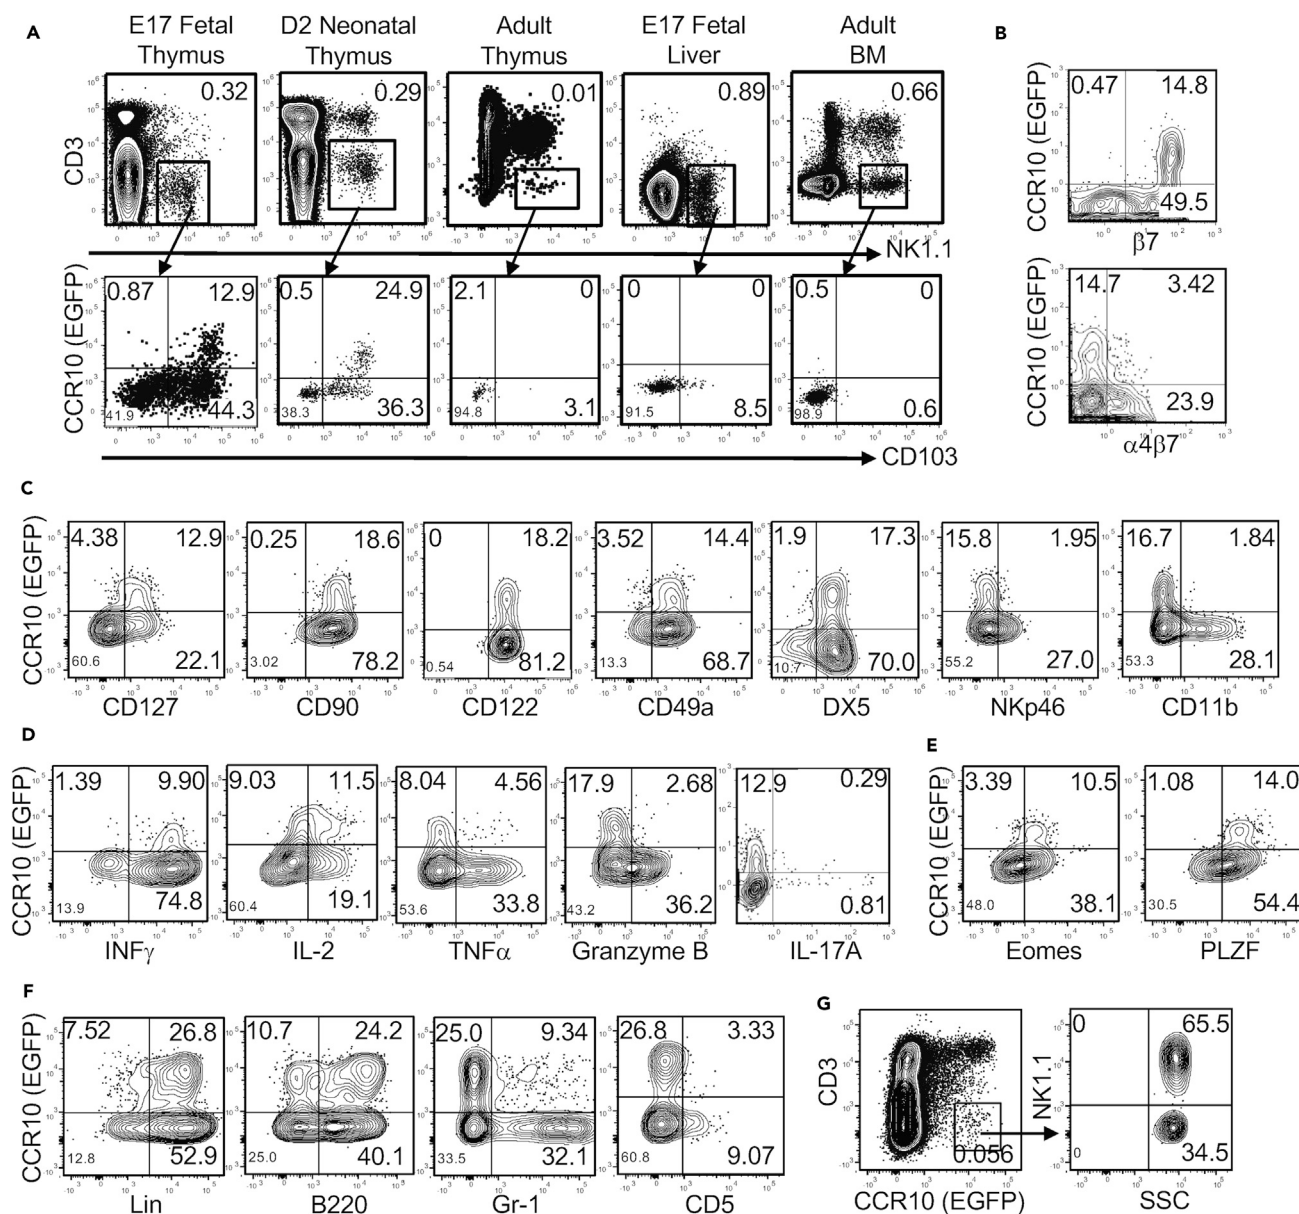 A
E17 Fetal Thymus
D2 Neonatal Thymus
Adult Thymus
E17 Fetal Liver
Adult BM
CD3
0.32
0.29
0.01
0.89
0.66
NK1.1
CCR10 (EGFP)
0.87 12.9
41.9 44.3
0.5 24.9
38.3 36.3
2.1 0
94.8 3.1
0 0
91.5 8.5
0.5 0
98.9 0.6
CD103
B
CCR10 (EGFP)
0.47 14.8
49.5
β7
CCR10 (EGFP)
14.7 3.42
23.9
α4β7
C
CCR10 (EGFP)
4.38 12.9
60.6 22.1
CD127
0.25 18.6
3.02 78.2
CD90
0 18.2
0.54 81.2
CD122
3.52 14.4
13.3 68.7
CD49a
1.9 17.3
10.7 70.0
DX5
15.8 1.95
55.2 27.0
NKp46
16.7 1.84
53.3 28.1
CD11b
D
CCR10 (EGFP)
1.39 9.90
13.9 74.8
INFγ
9.03 11.5
60.4 19.1
IL-2
8.04 4.56
53.6 33.8
TNFα
17.9 2.68
43.2 36.2
Granzyme B
12.9 0.29
0.81
IL-17A
E
CCR10 (EGFP)
3.39 10.5
48.0 38.1
Eomes
1.08 14.0
30.5 54.4
PLZF
F
CCR10 (EGFP)
7.52 26.8
12.8 52.9
Lin
10.7 24.2
25.0 40.1
B220
25.0 9.34
33.5 32.1
Gr-1
26.8 3.33
60.8 9.07
CD5
G
CD3
0.056
CCR10 (EGFP)
NK1.1
0 65.5
0 34.5
SSC